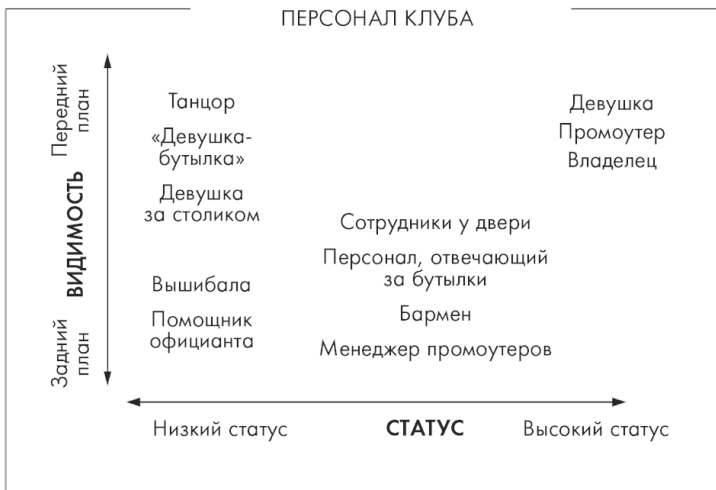 ПЕРСОНАЛ КЛУБА
Передний
план
ВИДИМОСТЬ
Задний
план
Танцор
«Девушка-
бутылка»
Девушка
за столиком
Вышибала
Помощник
официанта
Сотрудники у двери
Персонал, отвечающий
за бутылки
Бармен
Менеджер промоутеров
Девушка
Промоутер
Владелец
Низкий статус
СТАТУС
Высокий статус